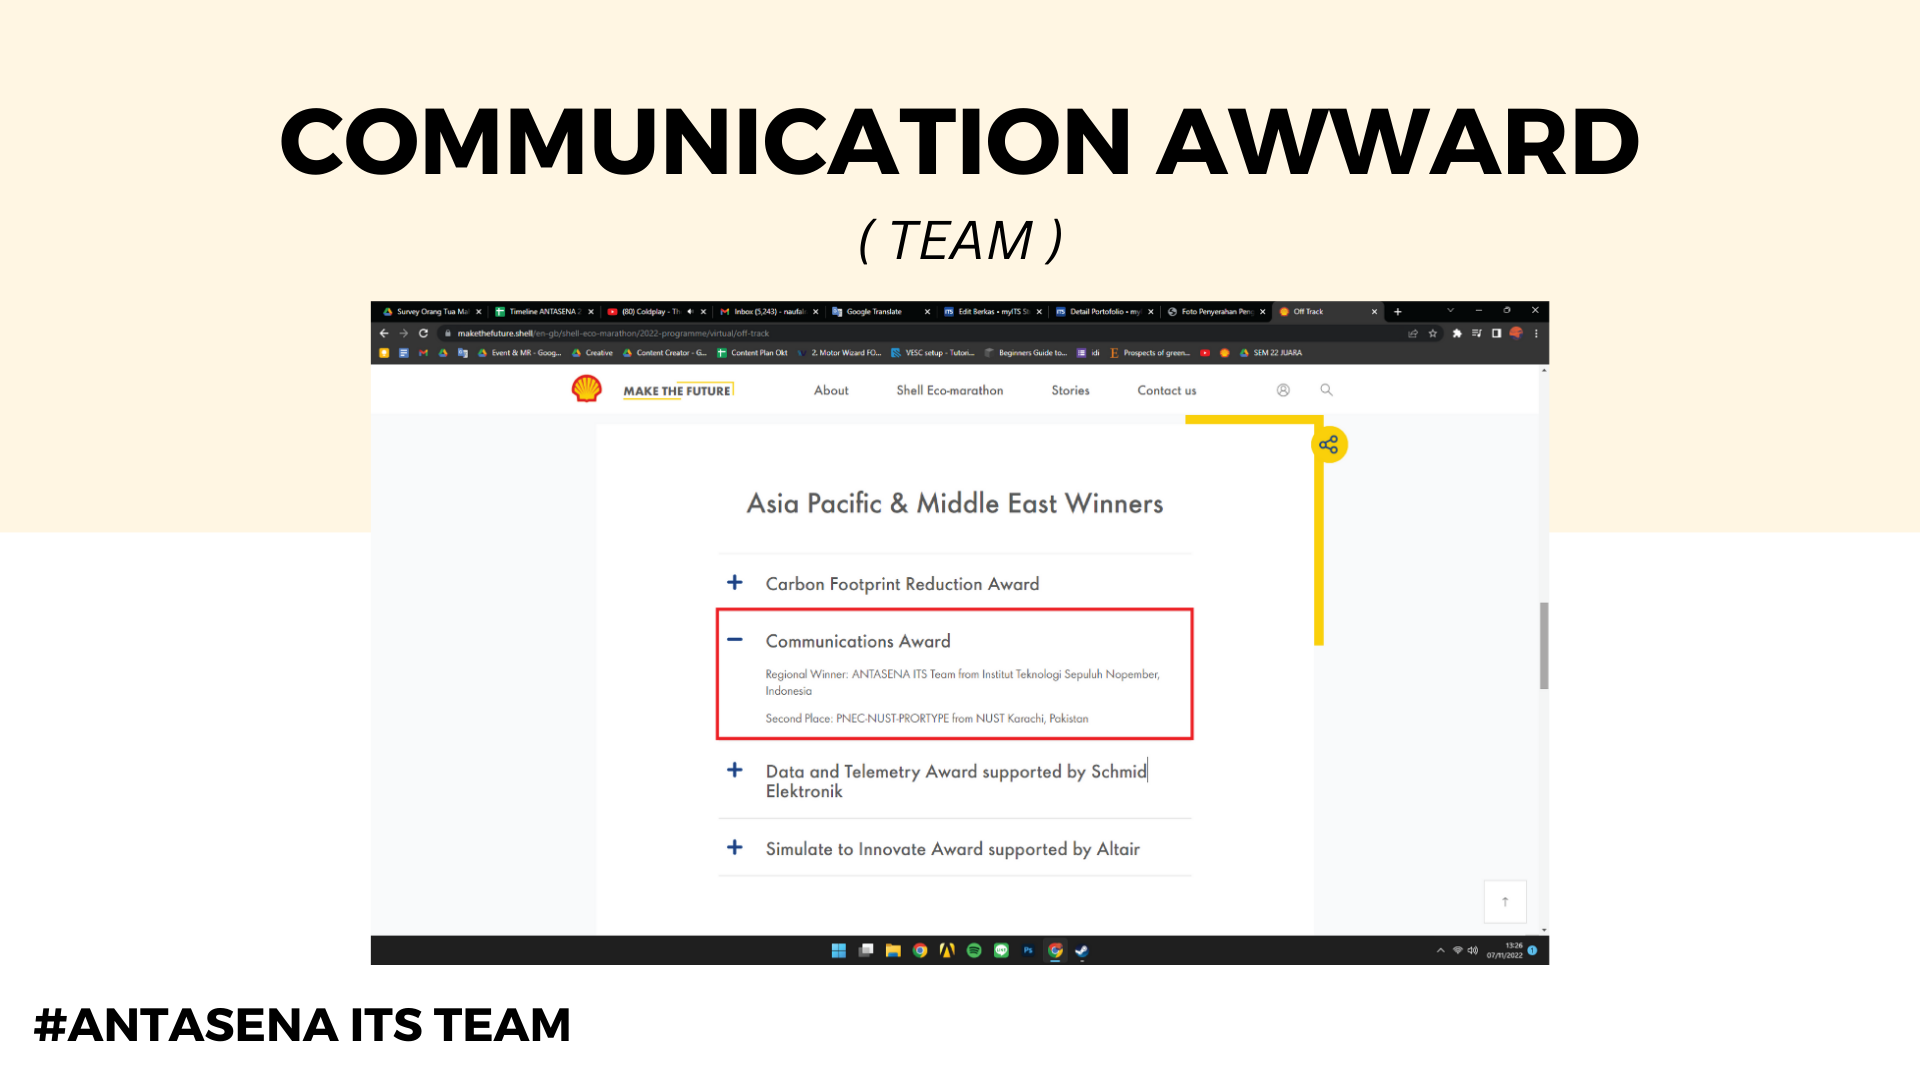 COMMUNICATION AWWARD
( TEAM )
Survey Orang Tua Ma
Timeline ANTASENA 2
(80) Coldplay - Th
Inbox (5,243) - naufal
Google Translate
Edit Berkas • myITS St
Detail Portofolio • my
Foto Penyerahan Pen
Off Track
makethefuture.shell/en-gb/shell-eco-marathon/2022-programme/virtual/off-track
Event & MR - Goog...
Creative
Content Creator - G...
Content Plan Okt
2. Motor Wizard FO...
VESC setup - Tutori...
Beginners Guide to...
idi
Prospects of green...
SEM 22 JUARA
MAKE THE FUTURE
About
Shell Eco-marathon
Stories
Contact us
Asia Pacific & Middle East Winners
Carbon Footprint Reduction Award
Communications Award
Regional Winner: ANTASENA ITS Team from Institut Teknologi Sepuluh Nopember,
Indonesia
Second Place: PNEC-NUST-PRORTYPE from NUST Karachi, Pakistan
Data and Telemetry Award supported by Schmid
Elektronik
Simulate to Innovate Award supported by Altair
Ps
13:26
07/11/2022
1
#ANTASENA ITS TEAM